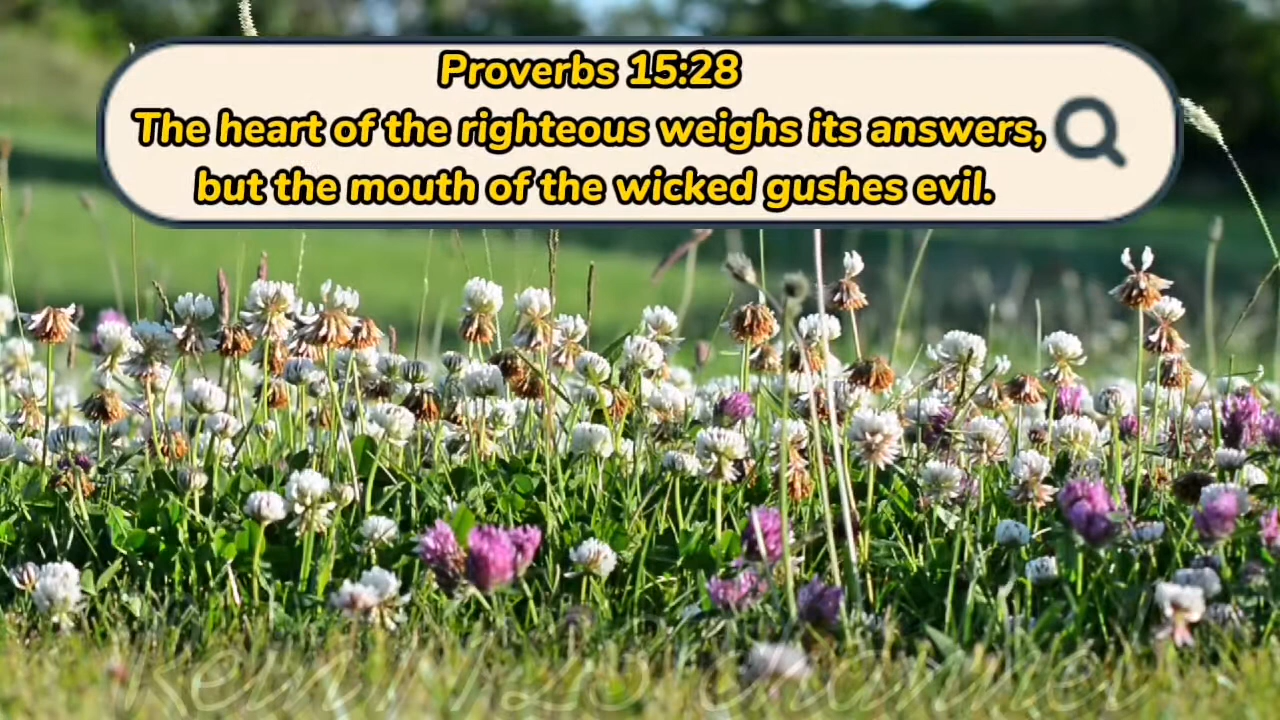 Proverbs 15:28
The heart of the righteous weighs its answers,
but the mouth of the wicked gushes evil.
channel